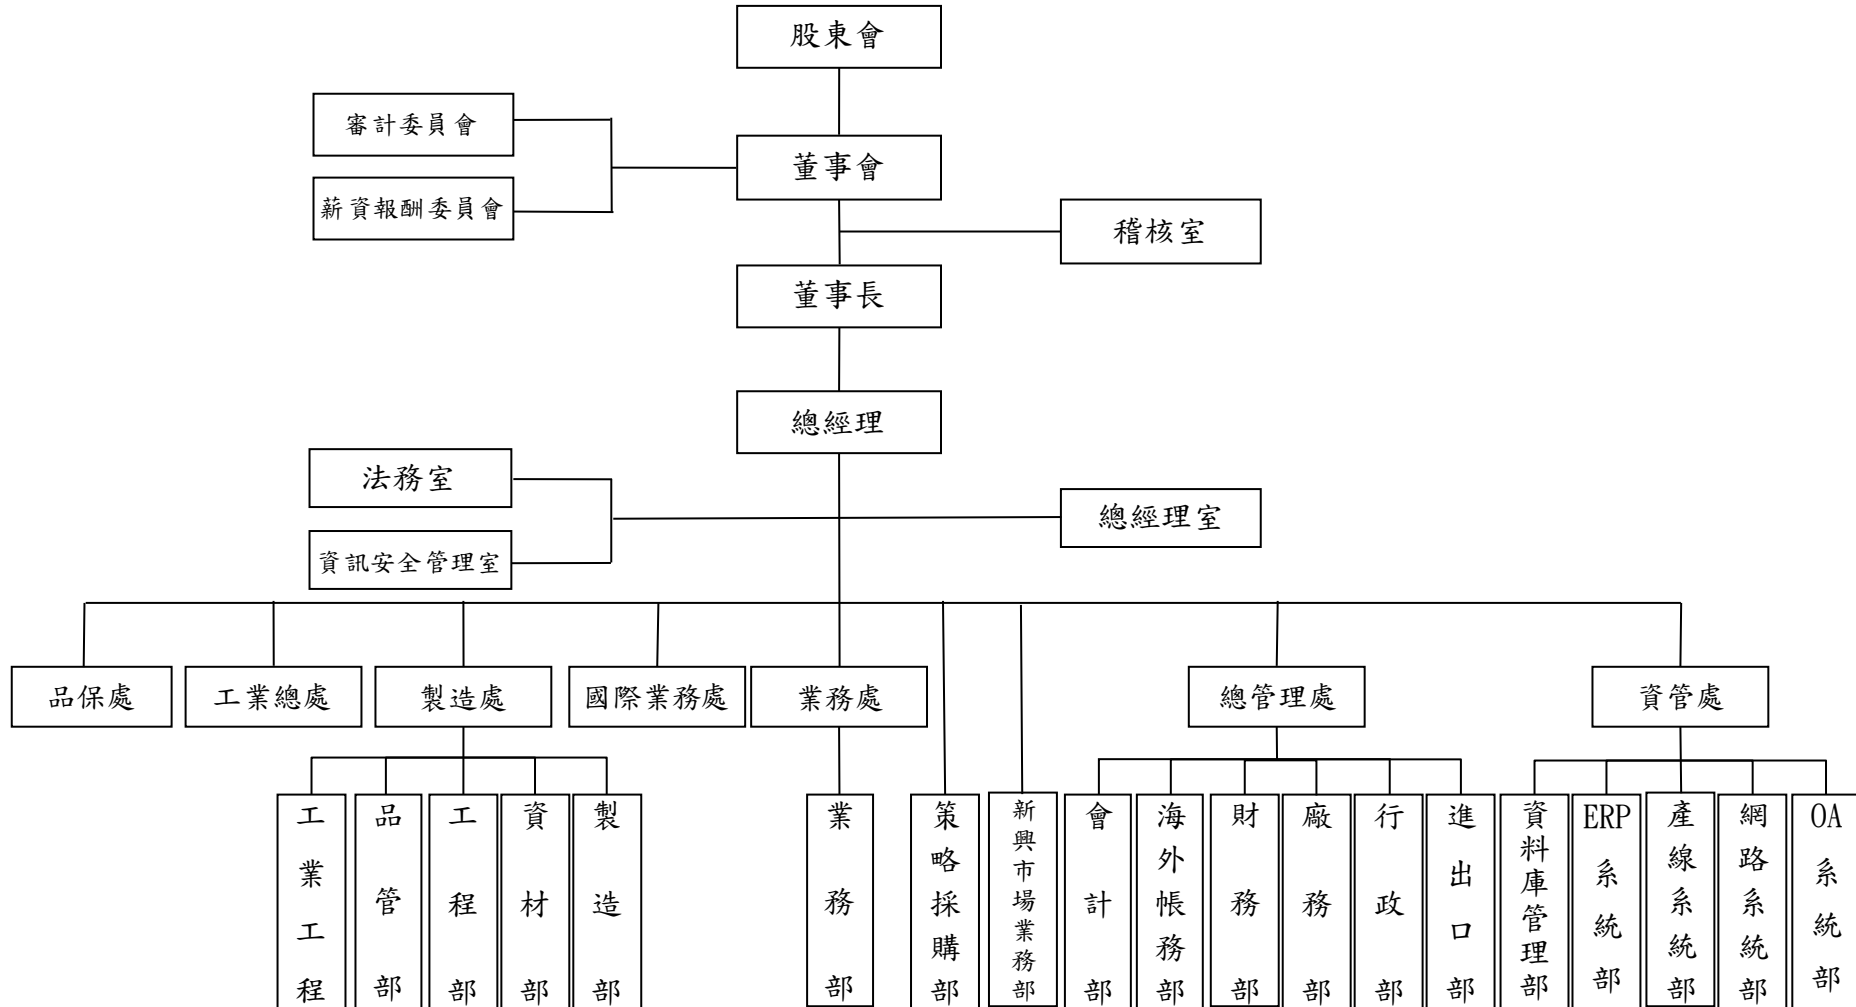 股東會
審計委員會
董事會
薪資報酬委員會
稽核室
董事長
總經理
法務室
總經理室
資訊安全管理室
品保處
工業總處
製造處
國際業務處
業務處
總管理處
資管處
工業工程
品管部
工程部
資材部
製造部
業務部
策略採購部
新興市場業務部
會計部
海外帳務部
財務部
廠務部
行政部
進出口部
資料庫管理部
ERP系統部
產線系統部
網路系統部
OA系統部